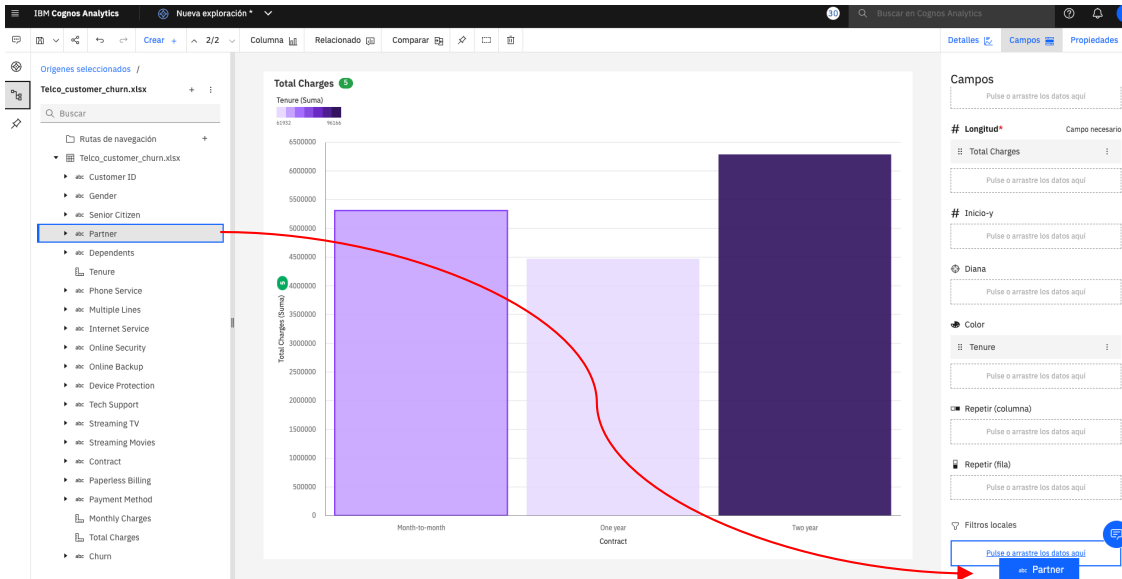 IBM Cognos Analytics
Nueva exploración *
30
Buscar en Cognos Analytics
Crear +
2/2
Columna
Relacionado
Comparar
Detalles
Campos
Propiedades
Orígenes seleccionados /
Telco_customer_churn.xlsx
Buscar
Rutas de navegación
Telco_customer_churn.xlsx
abc Customer ID
abc Gender
abc Senior Citizen
abc Partner
abc Dependents
Tenure
abc Phone Service
abc Multiple Lines
abc Internet Service
abc Online Security
abc Online Backup
abc Device Protection
abc Tech Support
abc Streaming TV
abc Streaming Movies
abc Contract
abc Paperless Billing
abc Payment Method
Monthly Charges
Total Charges
abc Churn
Total Charges 5
Tenure (Suma)
61932 96166
6500000
6000000
5500000
5000000
4500000
4000000
3500000
3000000
2500000
2000000
1500000
1000000
500000
0
Total Charges (Suma) 5
Month-to-month
One year
Two year
Contract
Campos
Pulse o arrastre los datos aquí
# Longitud* Campo necesario
Total Charges
Pulse o arrastre los datos aquí
# Inicio-y
Pulse o arrastre los datos aquí
Diana
Pulse o arrastre los datos aquí
Color
Tenure
Pulse o arrastre los datos aquí
Repetir (columna)
Pulse o arrastre los datos aquí
Repetir (fila)
Pulse o arrastre los datos aquí
Filtros locales
Pulse o arrastre los datos aquí
abc Partner